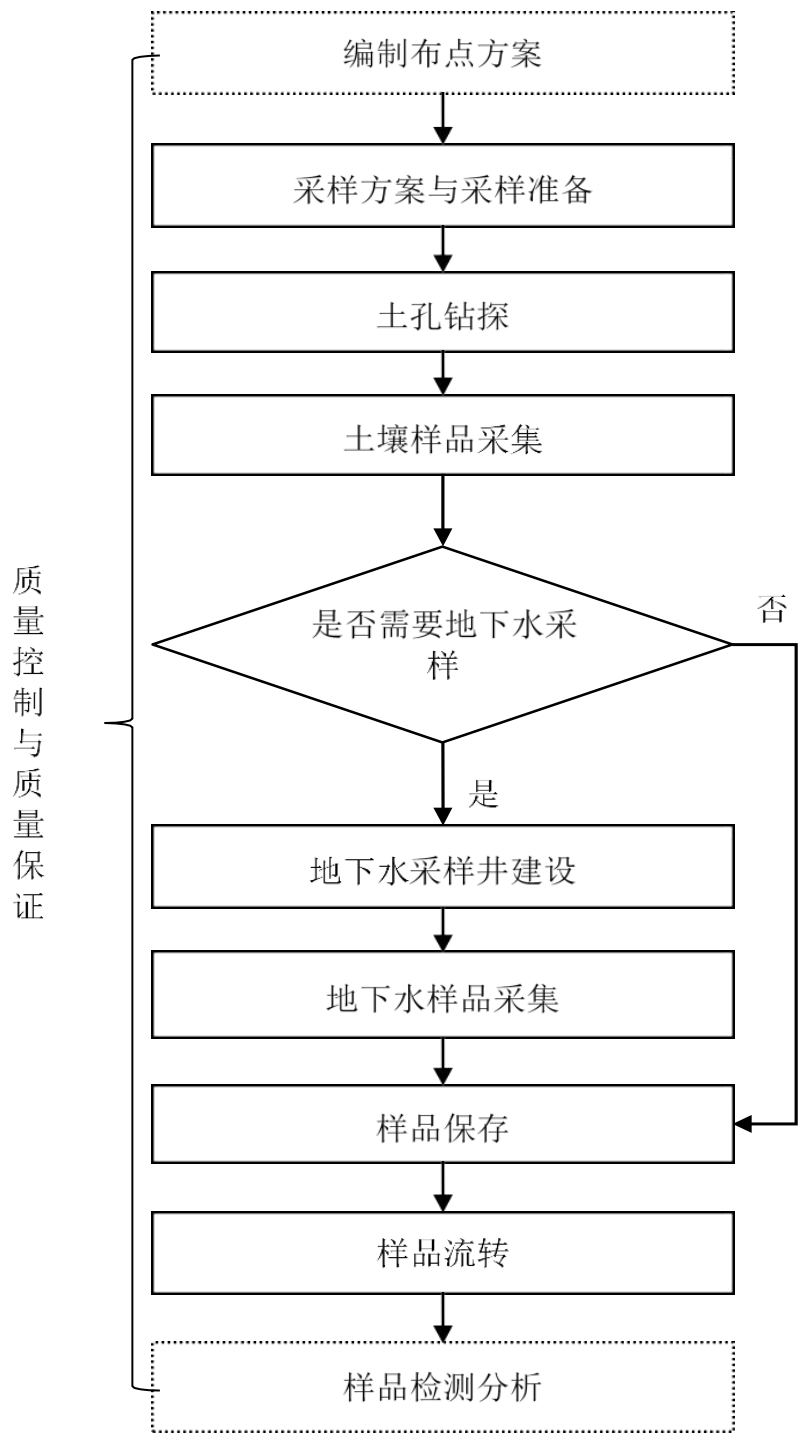 编制布点方案
采样方案与采样准备
土孔钻探
土壤样品采集
是否需要地下水采
样
否
是
地下水采样井建设
地下水样品采集
样品保存
样品流转
样品检测分析
质量控制与质量保证